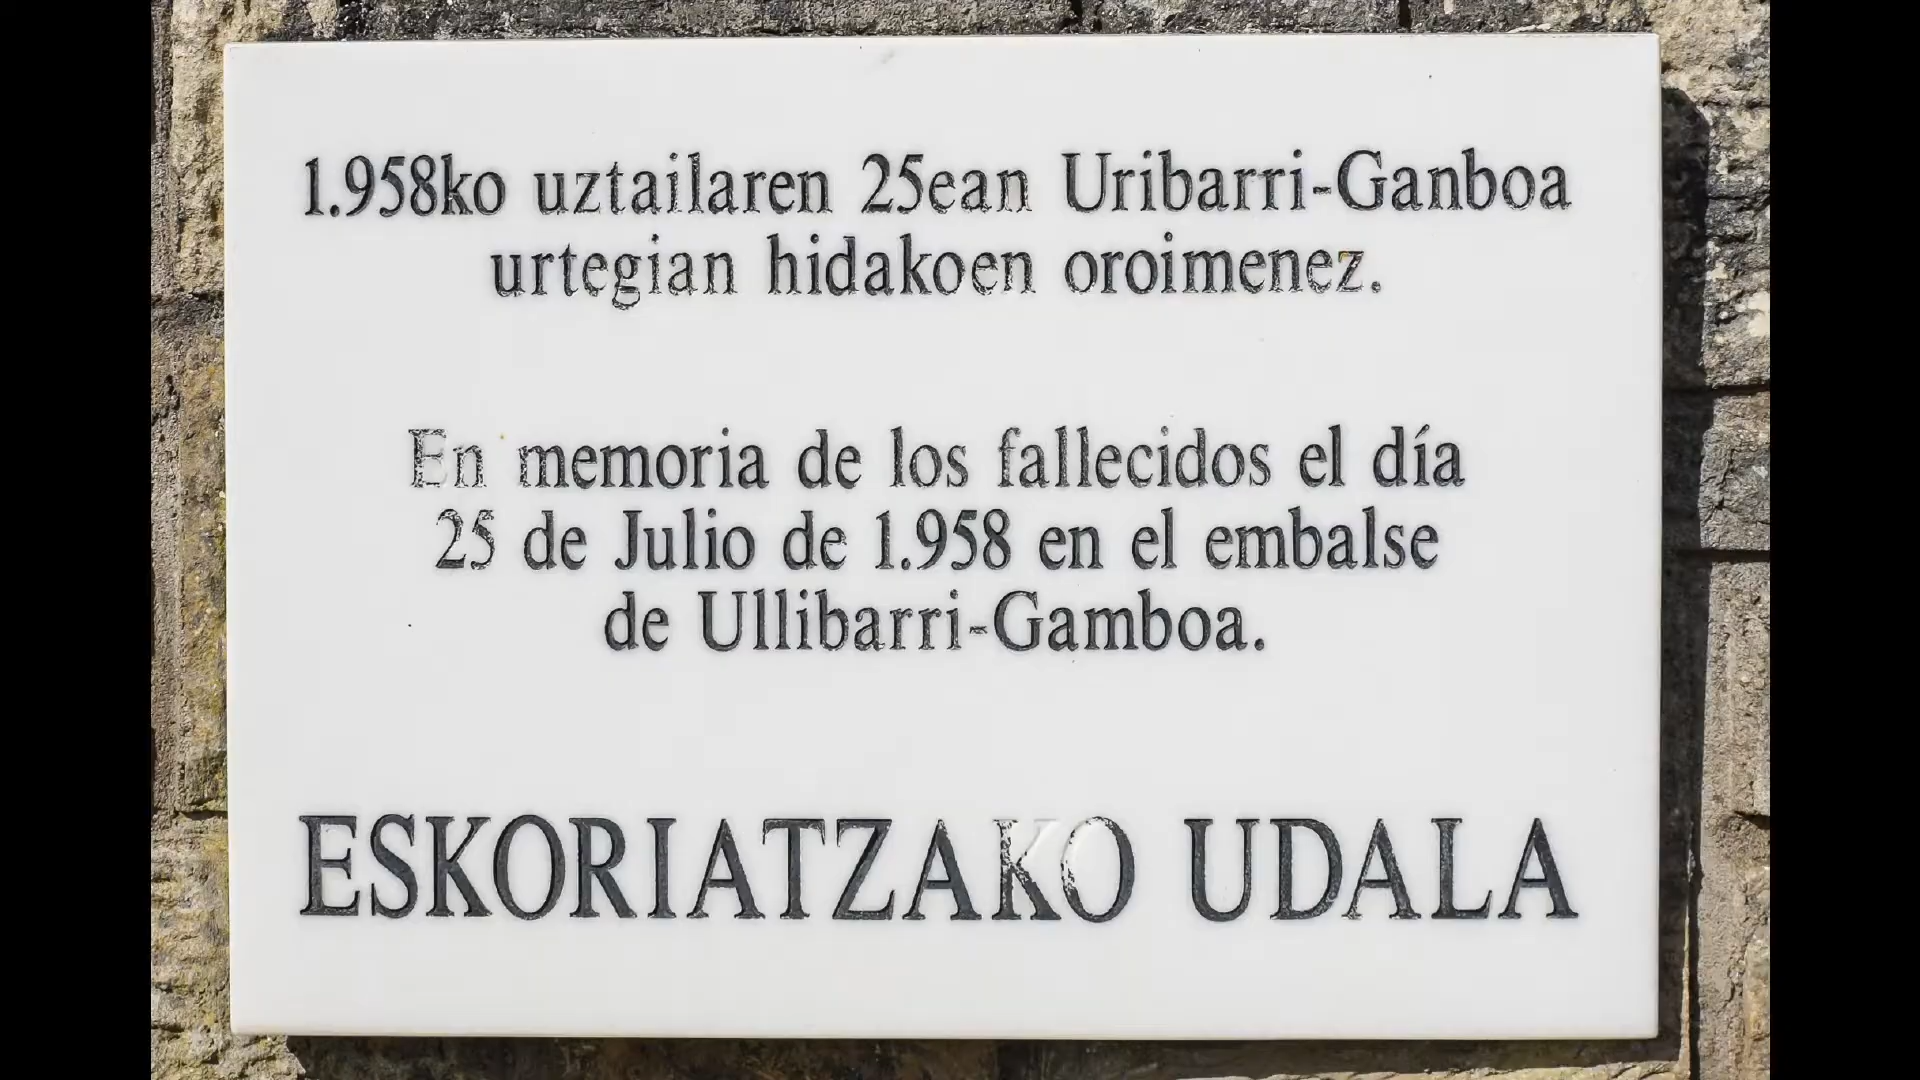 1.958ko uztailaren 25ean Uribarri-Ganboa
urtegian hidakoen oroimenez.
En memoria de los fallecidos el día
25 de Julio de 1.958 en el embalse
de Ullibarri-Gamboa.
ESKORIATZAKO UDALA